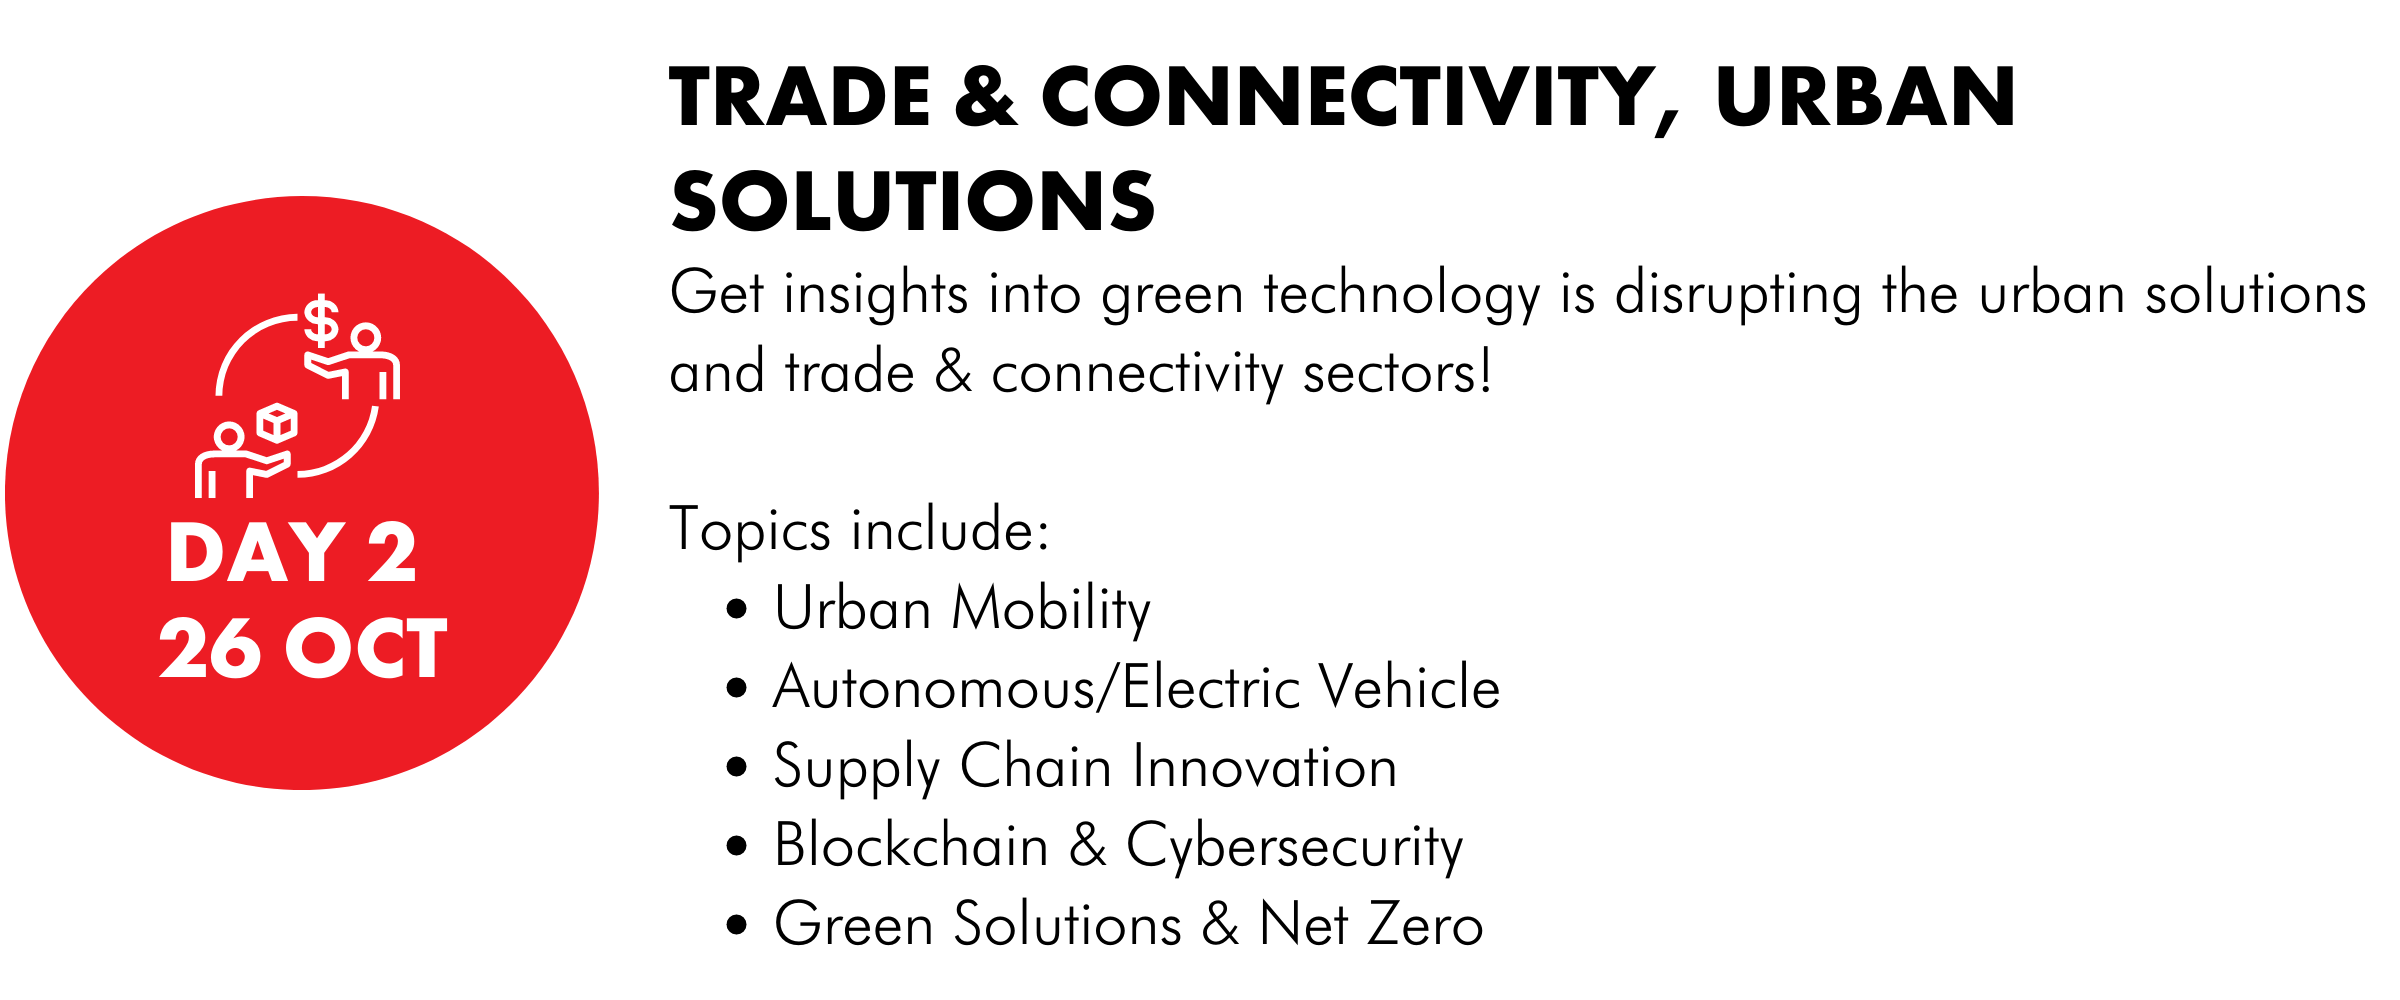 TRADE & CONNECTIVITY, URBAN
SOLUTIONS
Get insights into green technology is disrupting the urban solutions
and trade & connectivity sectors!
Topics include:
• Urban Mobility
• Autonomous/Electric Vehicle
• Supply Chain Innovation
• Blockchain & Cybersecurity
• Green Solutions & Net Zero
$
DAY 2
26 OCT